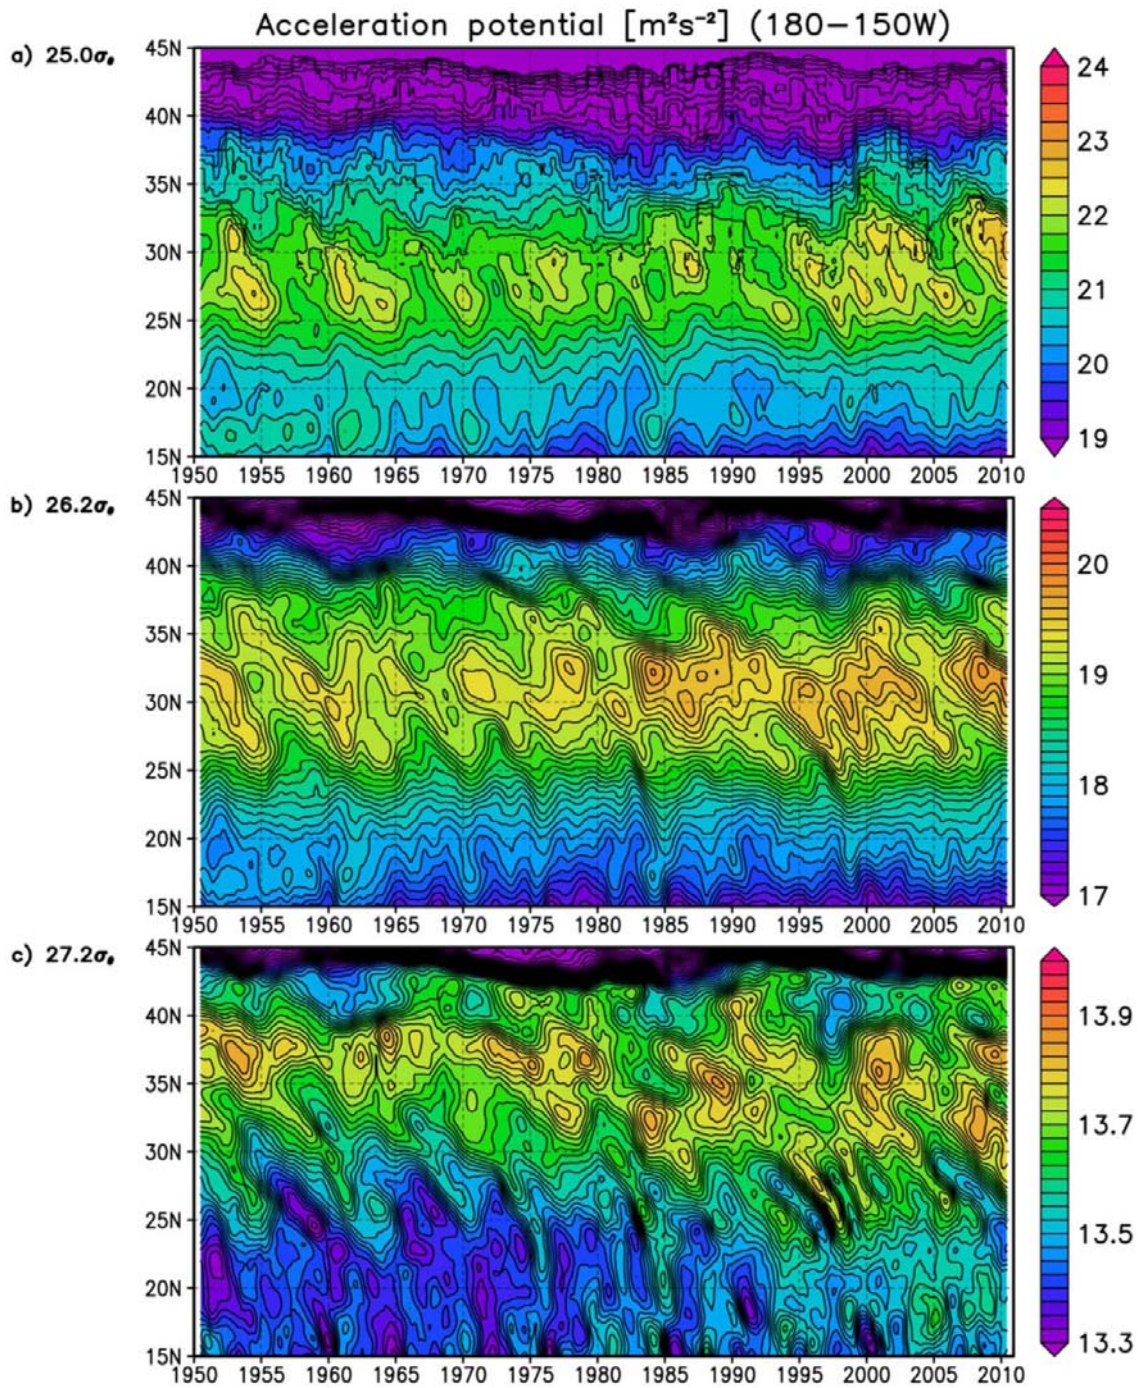 Acceleration potential [m²s⁻²] (180−150W)
a) 25.0σθ
45N
40N
35N
30N
25N
20N
15N
1950 1955 1960 1965 1970 1975 1980 1985 1990 1995 2000 2005 2010
24
23
22
21
20
19
b) 26.2σθ
45N
40N
35N
30N
25N
20N
15N
1950 1955 1960 1965 1970 1975 1980 1985 1990 1995 2000 2005 2010
20
19
18
17
c) 27.2σθ
45N
40N
35N
30N
25N
20N
15N
1950 1955 1960 1965 1970 1975 1980 1985 1990 1995 2000 2005 2010
13.9
13.7
13.5
13.3